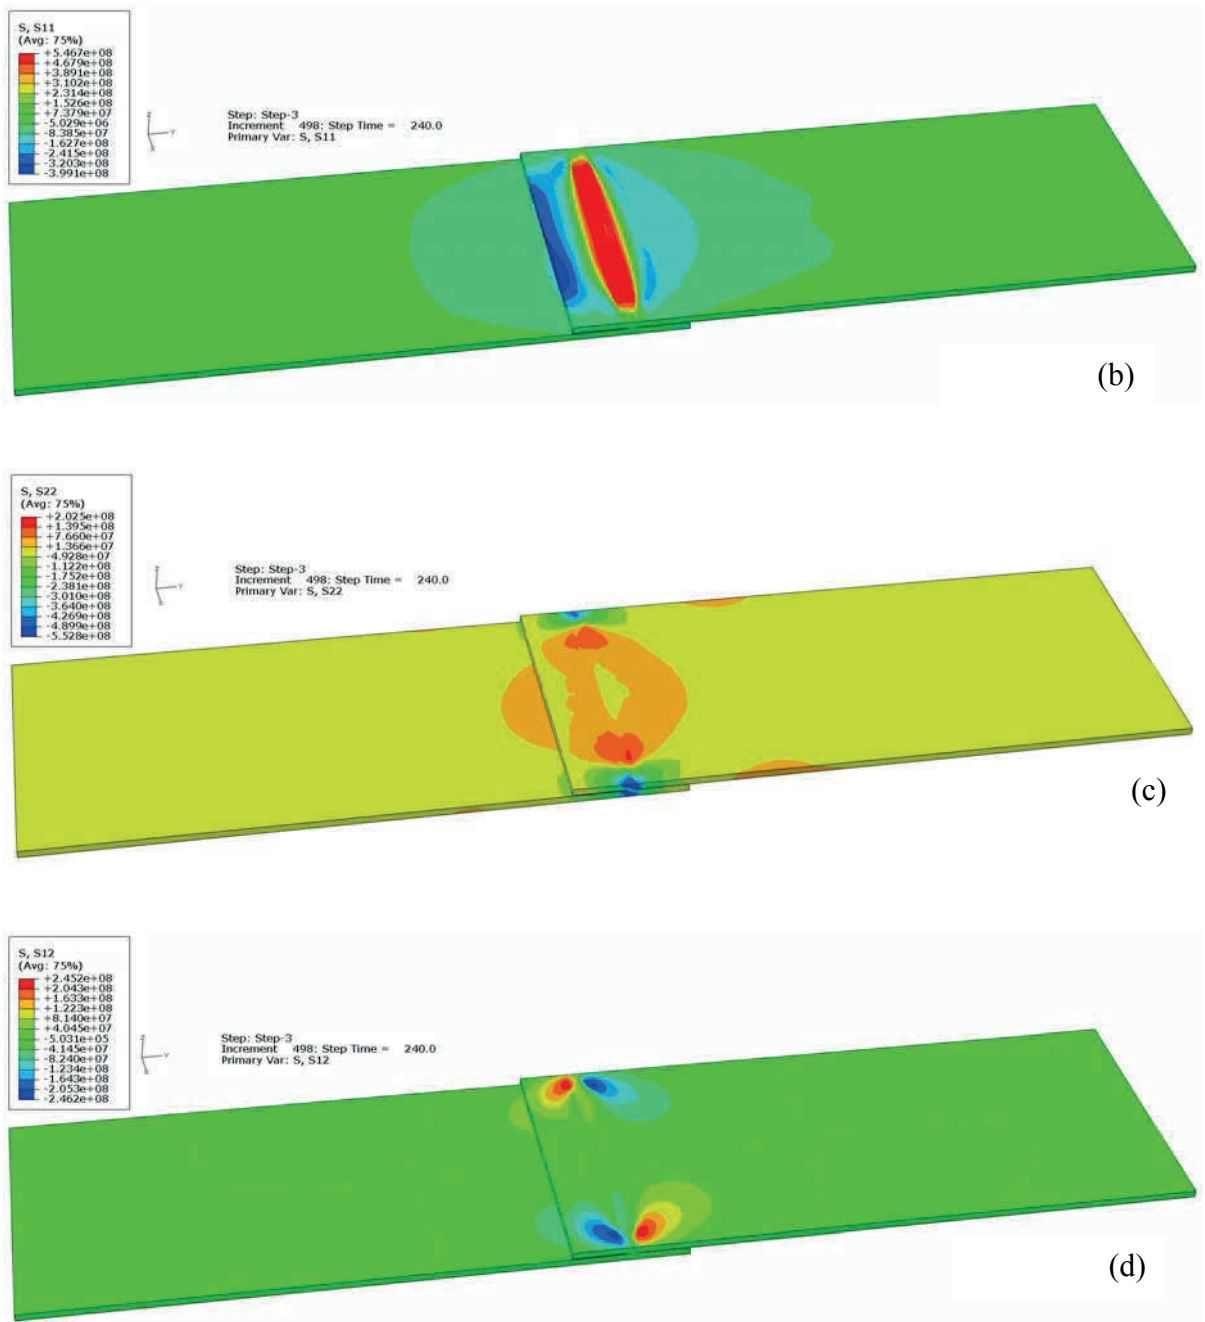 S, S11
(Avg: 75%)
+5.467e+08
+4.679e+08
+3.891e+08
+3.102e+08
+2.314e+08
+1.526e+08
+7.379e+07
-5.029e+06
-8.385e+07
-1.627e+08
-2.415e+08
-3.203e+08
-3.991e+08
Z
Y
Step: Step-3
Increment 498: Step Time = 240.0
Primary Var: S, S11
(b)
S, S22
(Avg: 75%)
+2.025e+08
+1.395e+08
+7.660e+07
+1.366e+07
-4.928e+07
-1.122e+08
-1.752e+08
-2.381e+08
-3.010e+08
-3.640e+08
-4.269e+08
-4.899e+08
-5.528e+08
Z
Y
Step: Step-3
Increment 498: Step Time = 240.0
Primary Var: S, S22
(c)
S, S12
(Avg: 75%)
+2.452e+08
+2.043e+08
+1.633e+08
+1.223e+08
+8.140e+07
+4.045e+07
-5.031e+05
-4.145e+07
-8.240e+07
-1.234e+08
-1.643e+08
-2.053e+08
-2.462e+08
Z
Y
Step: Step-3
Increment 498: Step Time = 240.0
Primary Var: S, S12
(d)